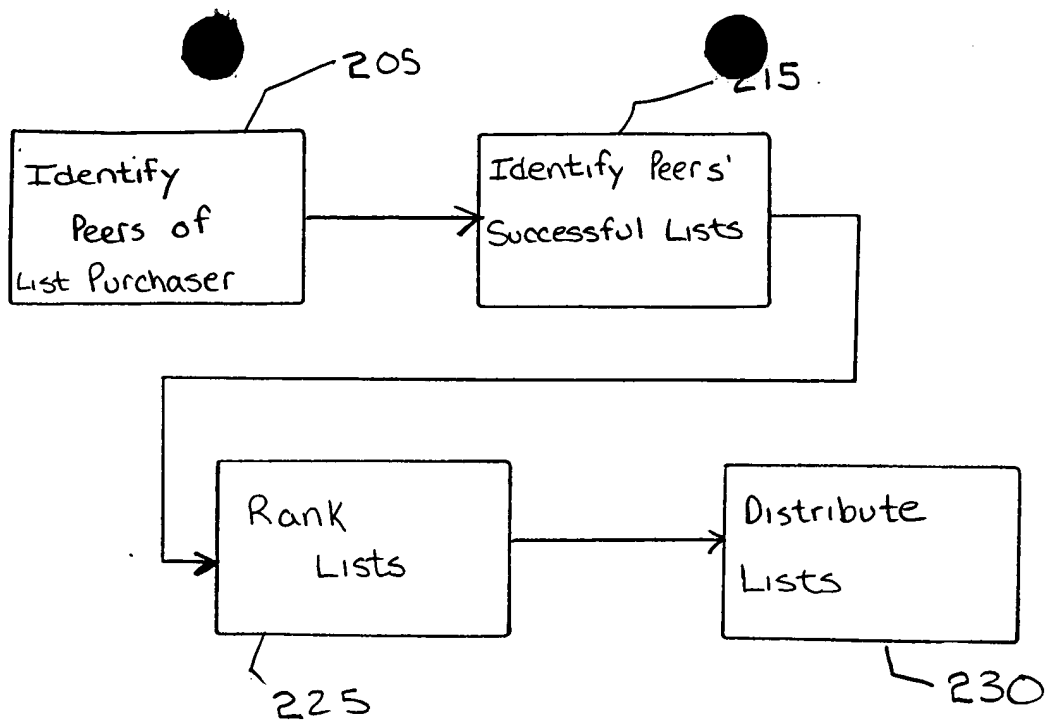 205
215
Identify
Peers of
List Purchaser
Identify Peers'
Successful Lists
Rank
Lists
Distribute
Lists
225
230